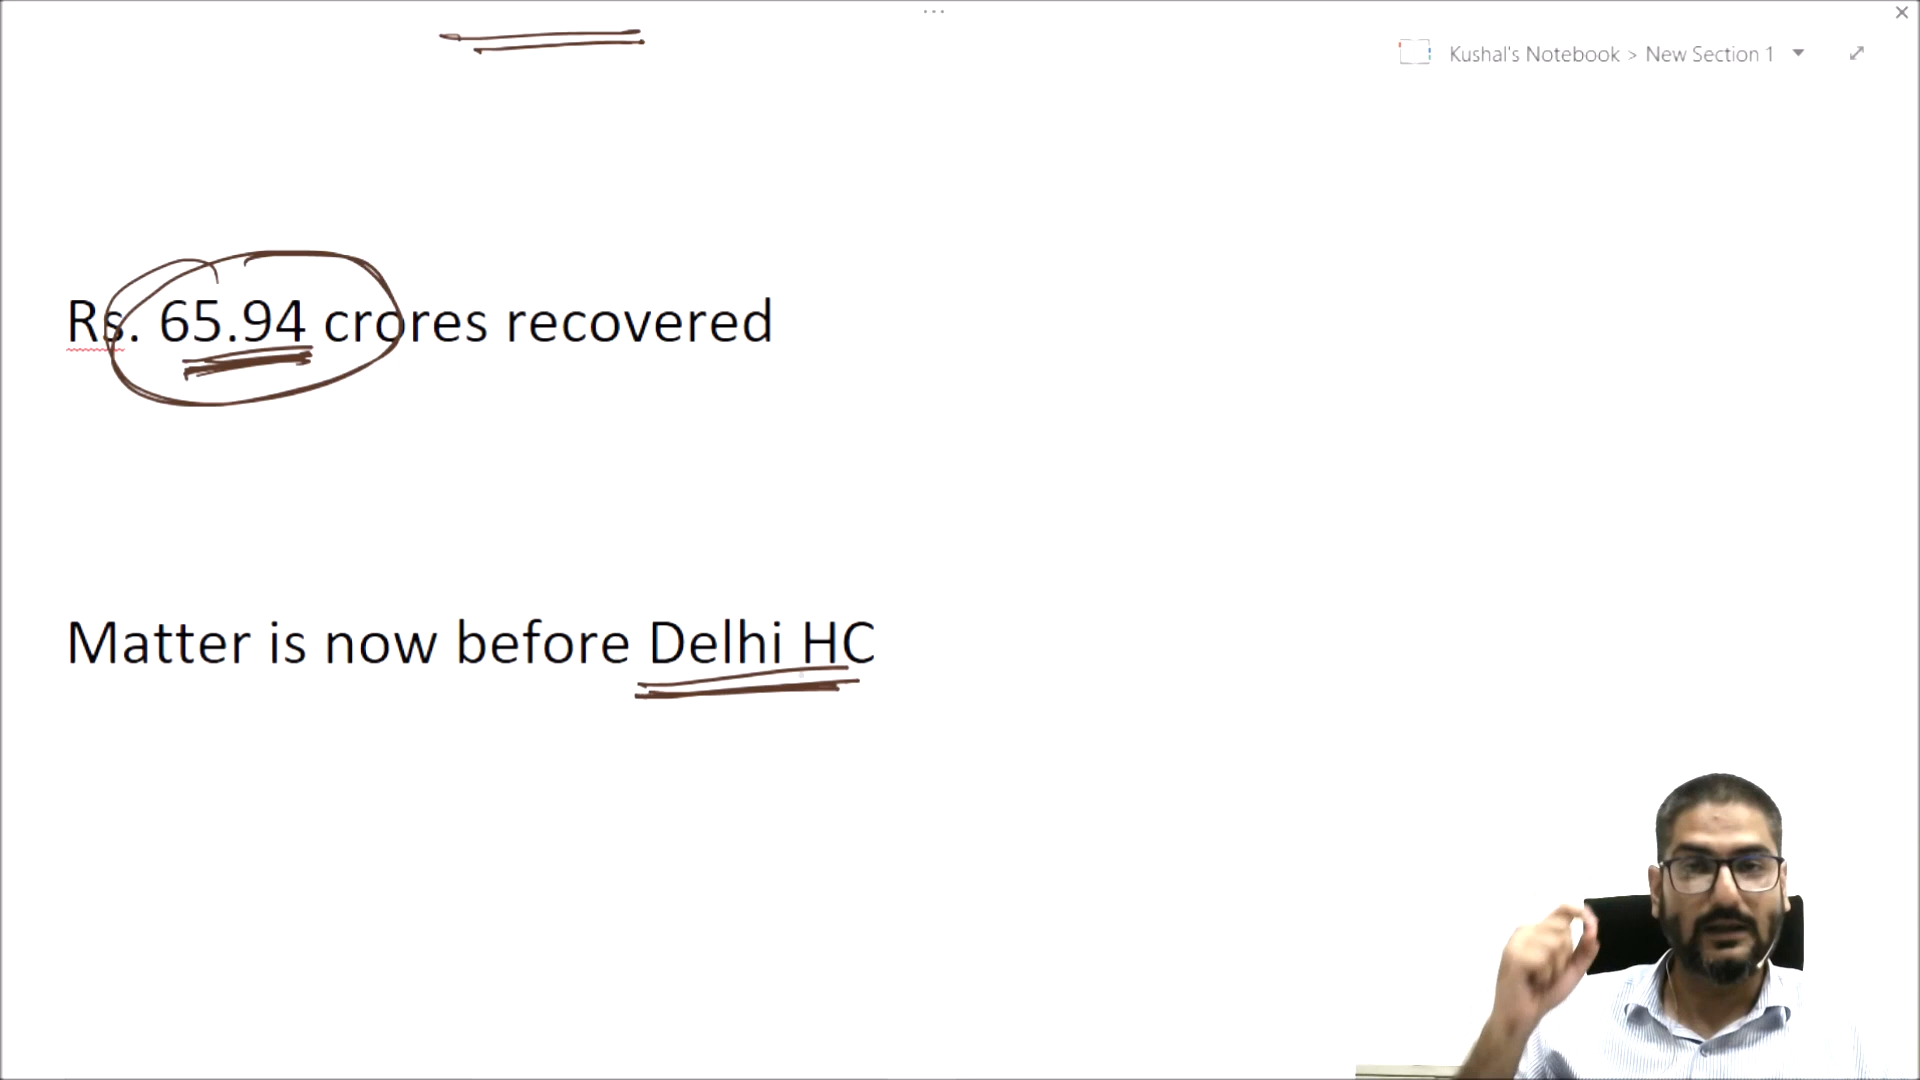 Kushal's Notebook > New Section 1
Rs. 65.94 crores recovered
Matter is now before Delhi HC